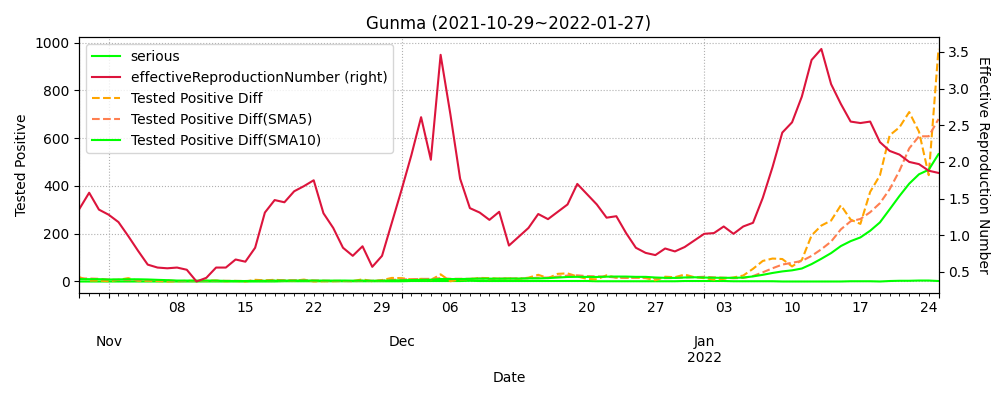 Gunma (2021-10-29~2022-01-27)
serious
effectiveReproductionNumber (right)
Tested Positive Diff
Tested Positive Diff(SMA5)
Tested Positive Diff(SMA10)
Tested Positive
1000
800
600
400
200
0
Effective Reproduction Number
3.5
3.0
2.5
2.0
1.5
1.0
0.5
08 15 22 29 06 13 20 27 03 10 17 24
Nov Dec Jan
2022
Date